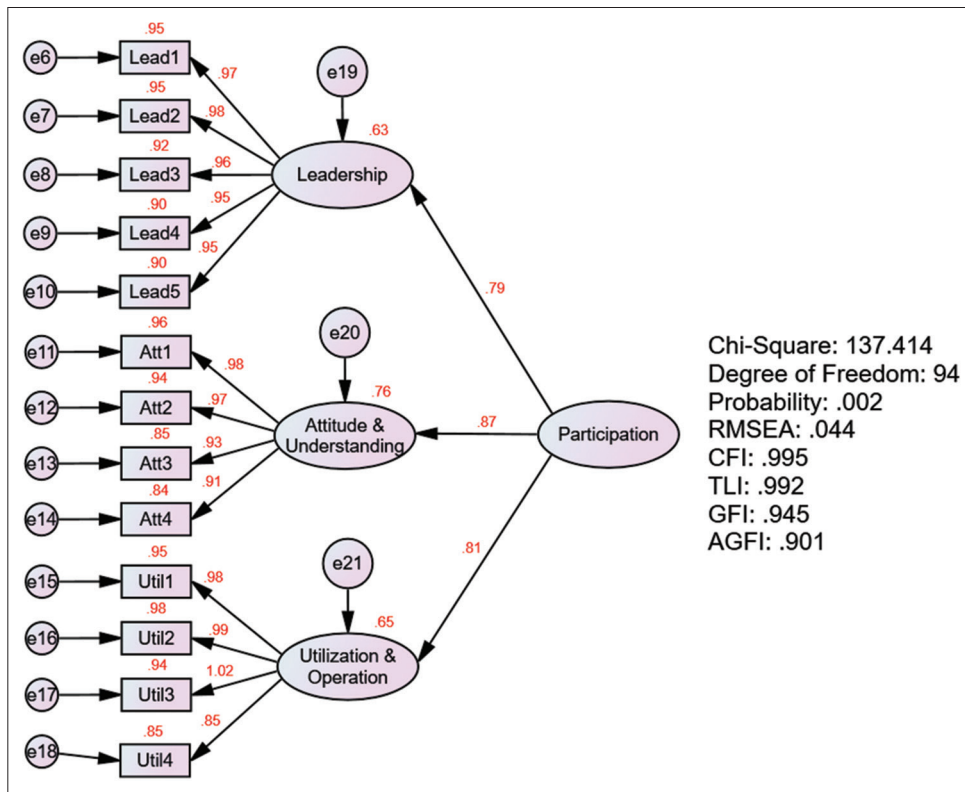 .95
e6
Lead1
.97
e19
.95
e7
Lead2
.98
.63
.92
e8
Lead3
.96
Leadership
.90
e9
Lead4
.95
.90
e10
Lead5
.95
.79
.96
e11
Att1
.98
e20
.94
e12
Att2
.97
.76
.85
e13
Att3
.93
Attitude &
Understanding
.87
Participation
.84
e14
Att4
.91
.95
e15
Util1
.98
e21
.81
.98
e16
Util2
.99
.65
.94
e17
Util3
1.02
Utilization &
Operation
.85
e18
Util4
.85
Chi-Square: 137.414
Degree of Freedom: 94
Probability: .002
RMSEA: .044
CFI: .995
TLI: .992
GFI: .945
AGFI: .901